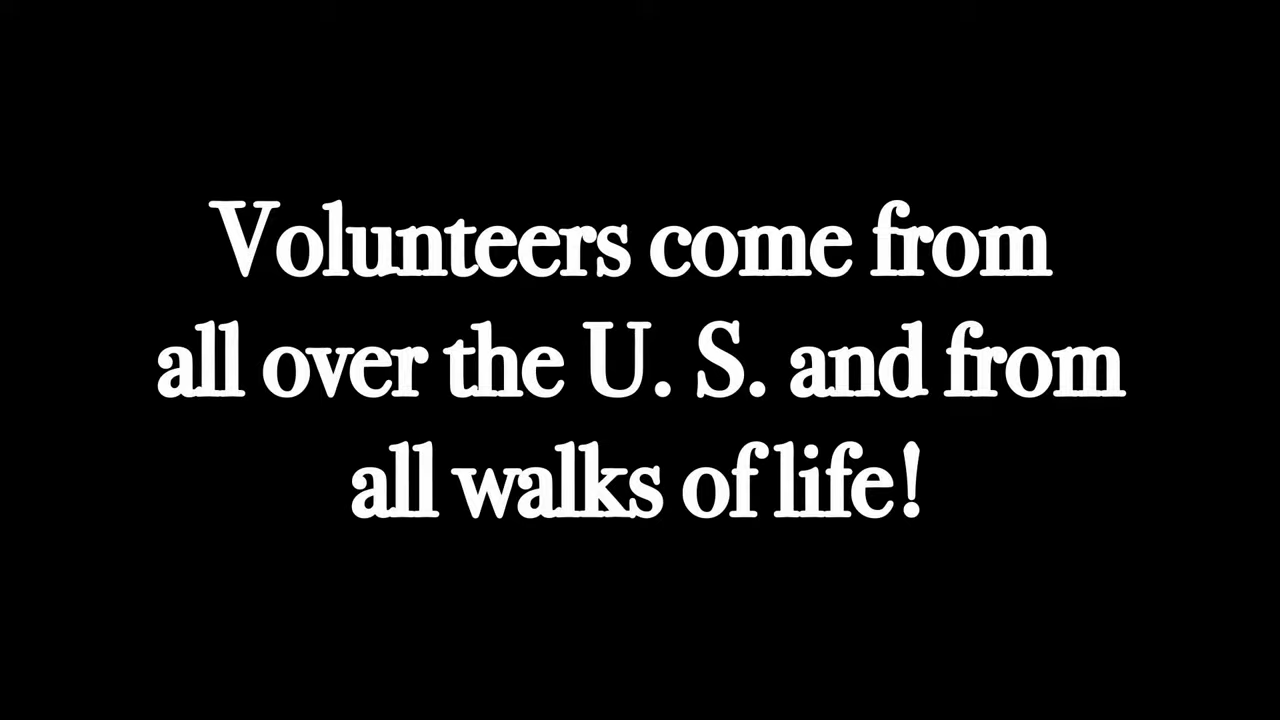 Volunteers come from
all over the U. S. and from
all walks of life!